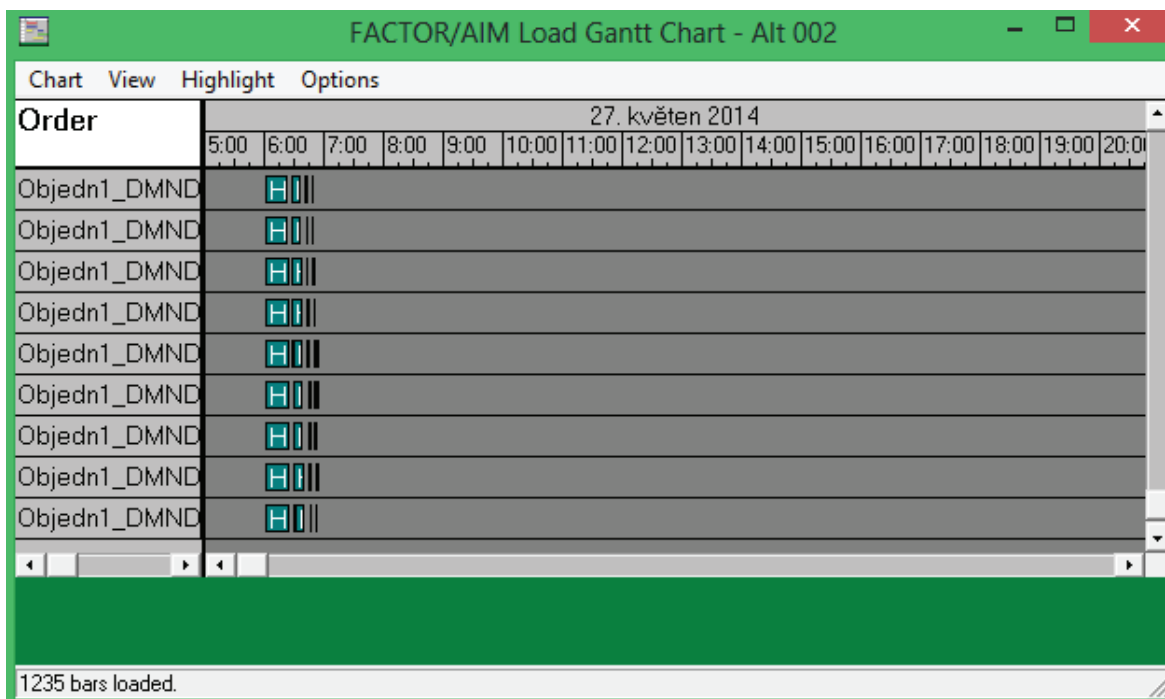 FACTOR/AIM Load Gantt Chart - Alt 002
Chart View Highlight Options
Order
27. květen 2014
5:00 6:00 7:00 8:00 9:00 10:00 11:00 12:00 13:00 14:00 15:00 16:00 17:00 18:00 19:00 20:0
Objedn1_DMND H
Objedn1_DMND H
Objedn1_DMND H
Objedn1_DMND H
Objedn1_DMND H
Objedn1_DMND H
Objedn1_DMND H
Objedn1_DMND H
Objedn1_DMND H
1235 bars loaded.